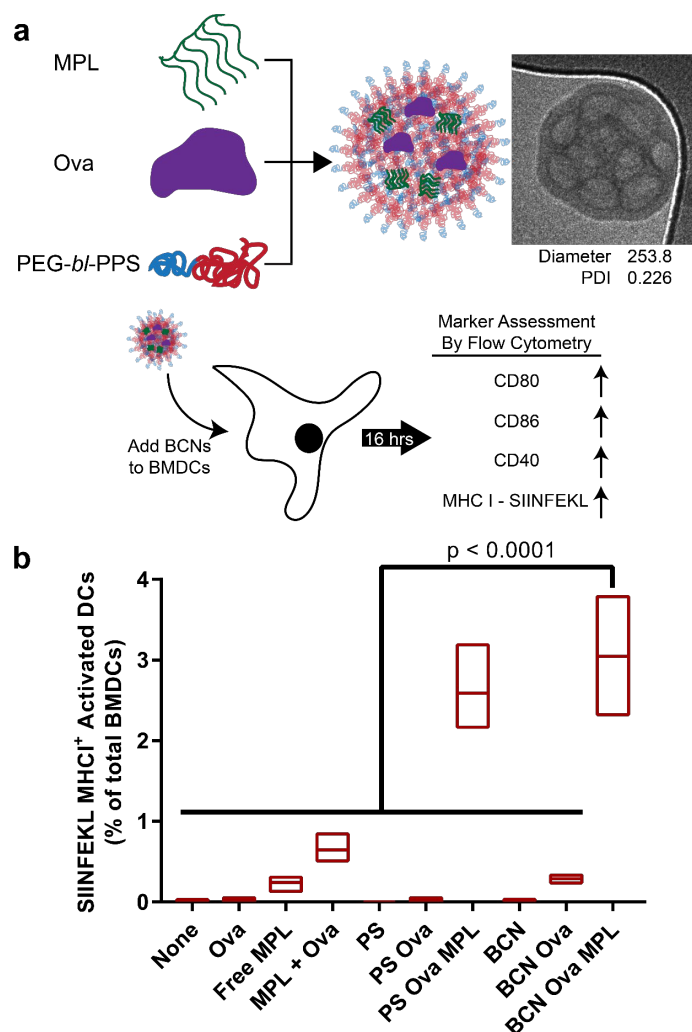 a
MPL
Ova
PEG-bl-PPS
Diameter 253.8
PDI 0.226
Marker Assessment
By Flow Cytometry
CD80
CD86
CD40
MHC I - SIINFEKL
Add BCNs
to BMDCs
16 hrs
b
p < 0.0001
SIINFEKL MHCI⁺ Activated DCs
(% of total BMDCs)
4
3
2
1
0
None
Ova
Free MPL
MPL + Ova
PS
PS Ova
PS Ova MPL
BCN
BCN Ova
BCN Ova MPL